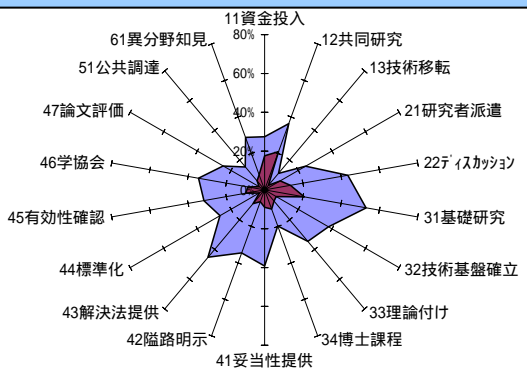 11資金投入
80%
60%
40%
20%
0%
12共同研究
13技術移転
21研究者派遣
22ﾃﾞｨｽｶｯｼｮﾝ
31基礎研究
32技術基盤確立
33理論付け
34博士課程
41妥当性提供
42隘路明示
43解決法提供
44標準化
45有効性確認
46学協会
47論文評価
51公共調達
61異分野知見